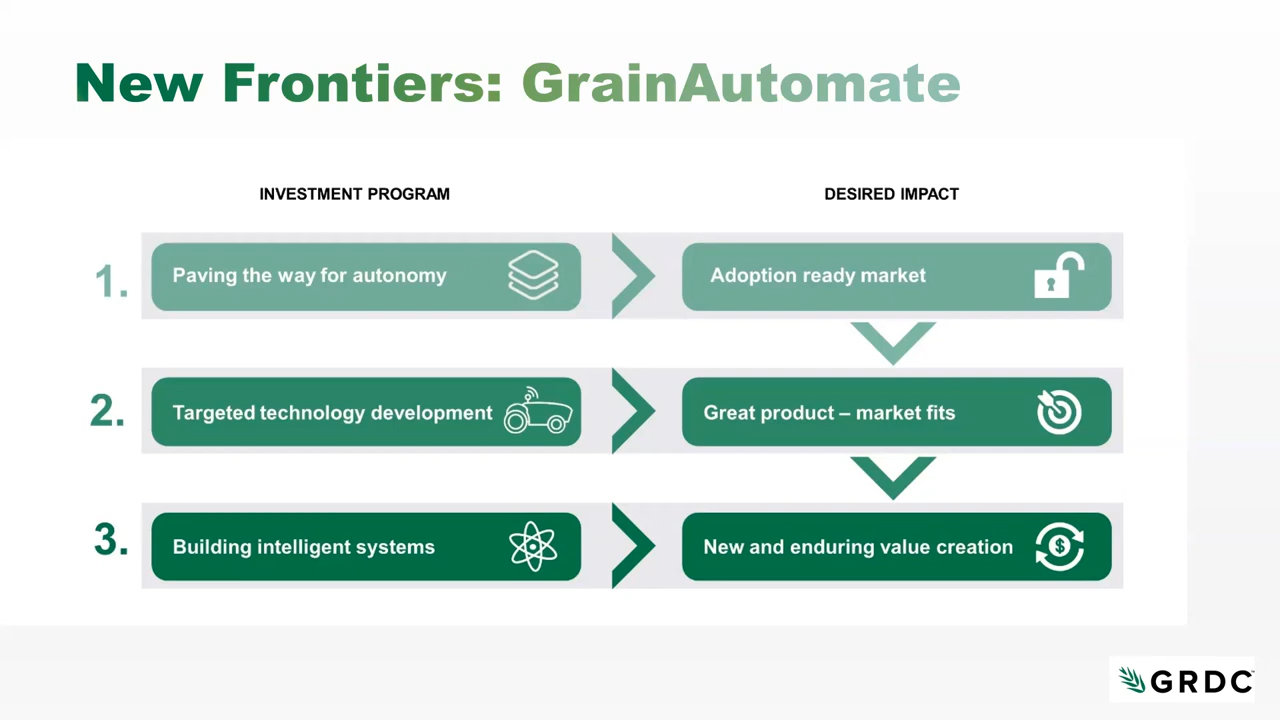 New Frontiers: GrainAutomate
INVESTMENT PROGRAM
DESIRED IMPACT
1.
Paving the way for autonomy
Adoption ready market
2.
Targeted technology development
Great product – market fits
3.
Building intelligent systems
New and enduring value creation
$
GRDC